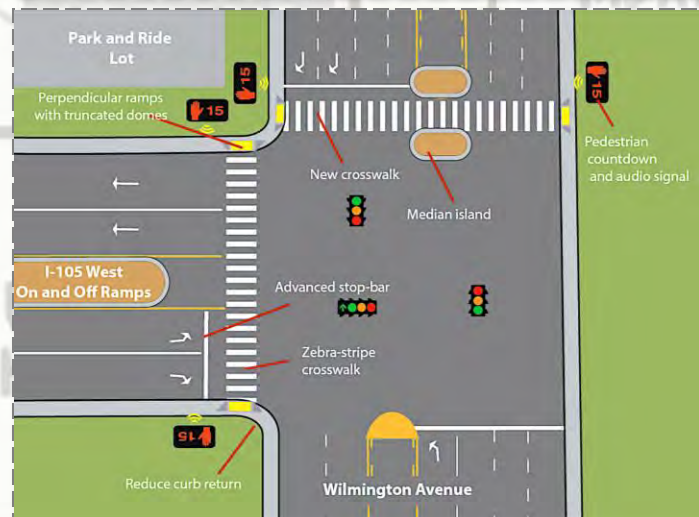 Park and Ride
Lot
15
15
15
Perpendicular ramps
with truncated domes
Pedestrian
countdown
and audio signal
New crosswalk
Median island
I-105 West
On and Off Ramps
Advanced stop-bar
Zebra-stripe
crosswalk
15
Reduce curb return
Wilmington Avenue